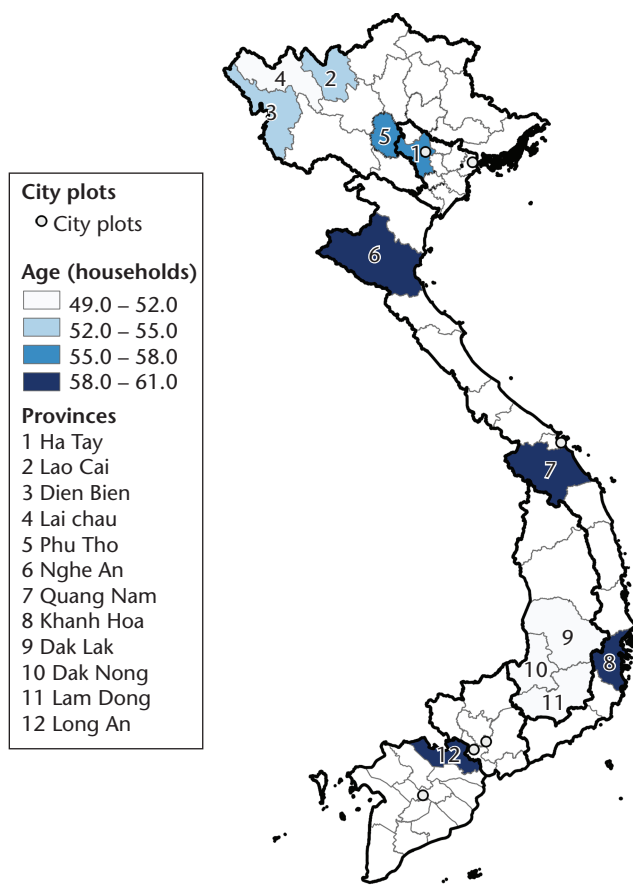 4
2
3
5
1
City plots
City plots
6
Age (households)
49.0 – 52.0
52.0 – 55.0
55.0 – 58.0
58.0 – 61.0
Provinces
1 Ha Tay
2 Lao Cai
3 Dien Bien
4 Lai chau
5 Phu Tho
6 Nghe An
7 Quang Nam
8 Khanh Hoa
9 Dak Lak
10 Dak Nong
11 Lam Dong
12 Long An
7
9
8
10
11
12